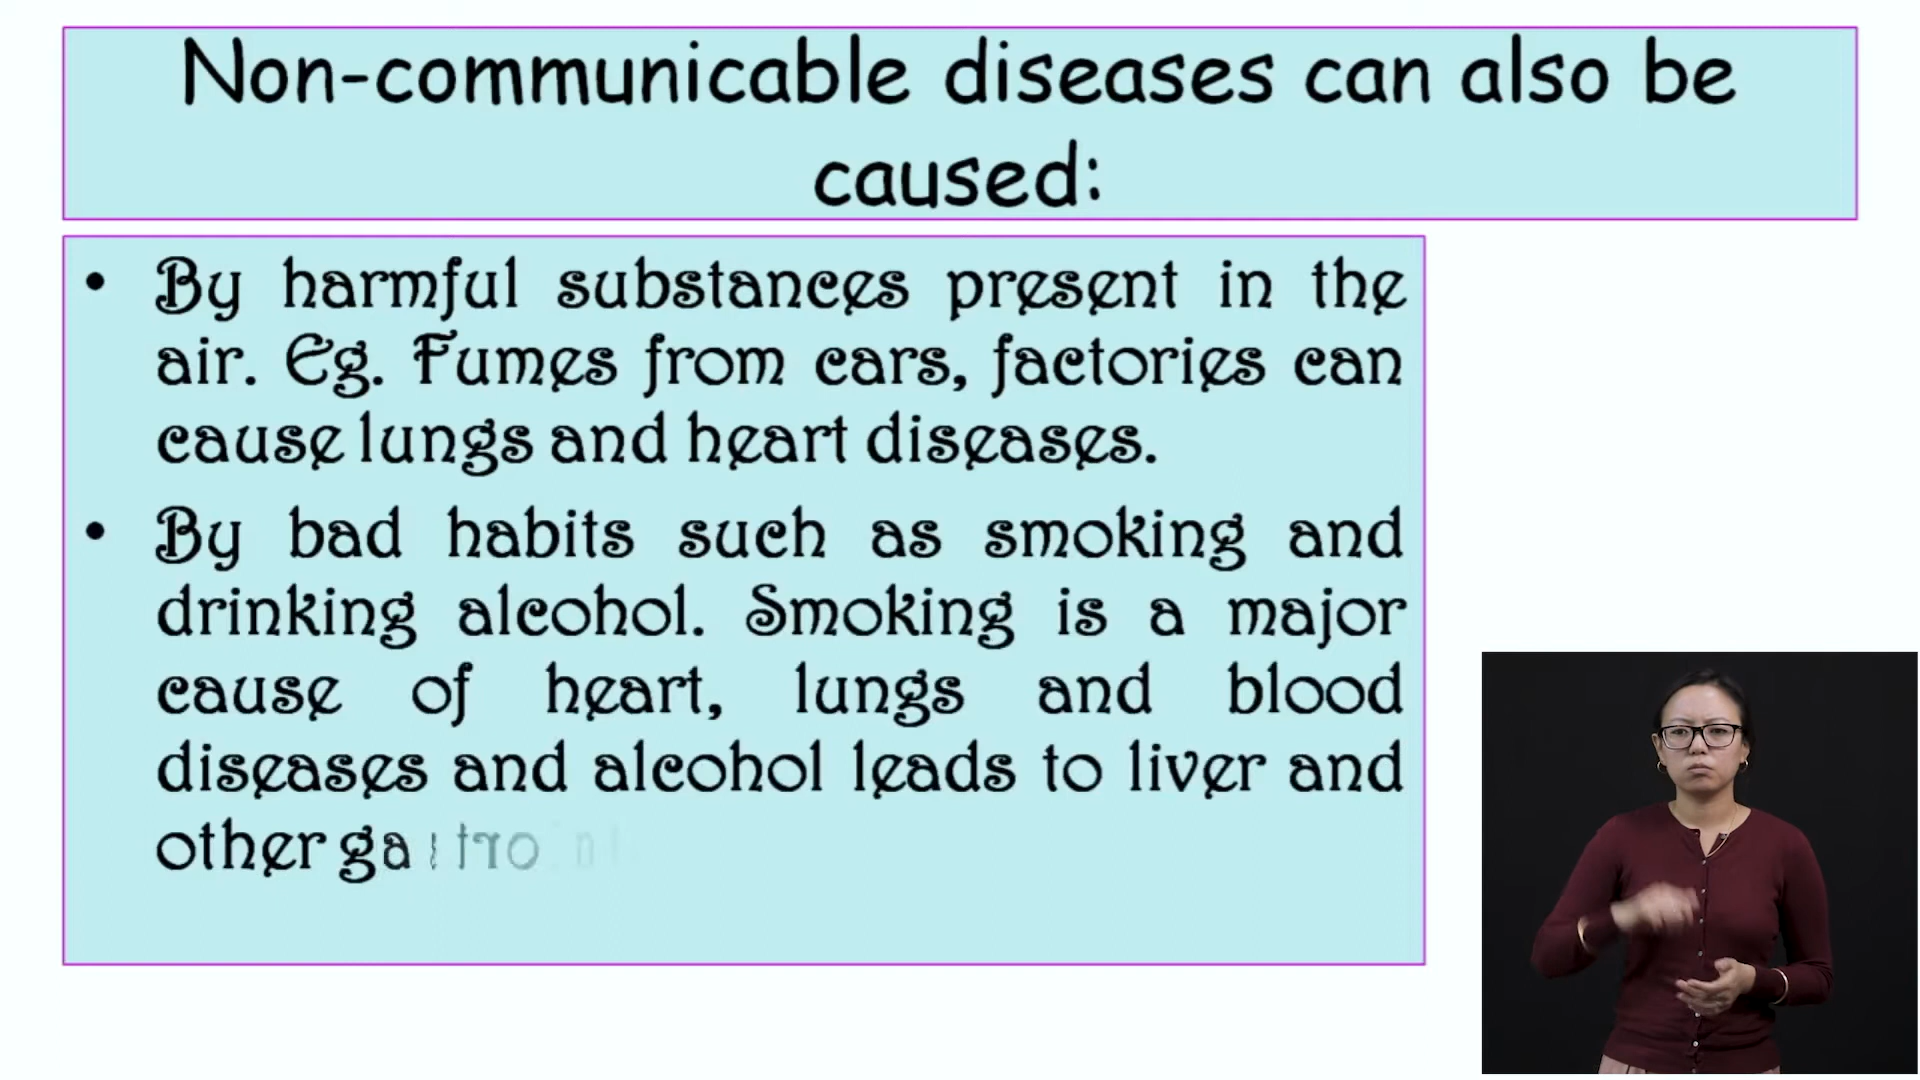 Non-communicable diseases can also be
caused:
• By harmful substances present in the
air. Eg. Fumes from cars, factories can
cause lungs and heart diseases.
• By bad habits such as smoking and
drinking alcohol. Smoking is a major
cause of heart, lungs and blood
diseases and alcohol leads to liver and
other